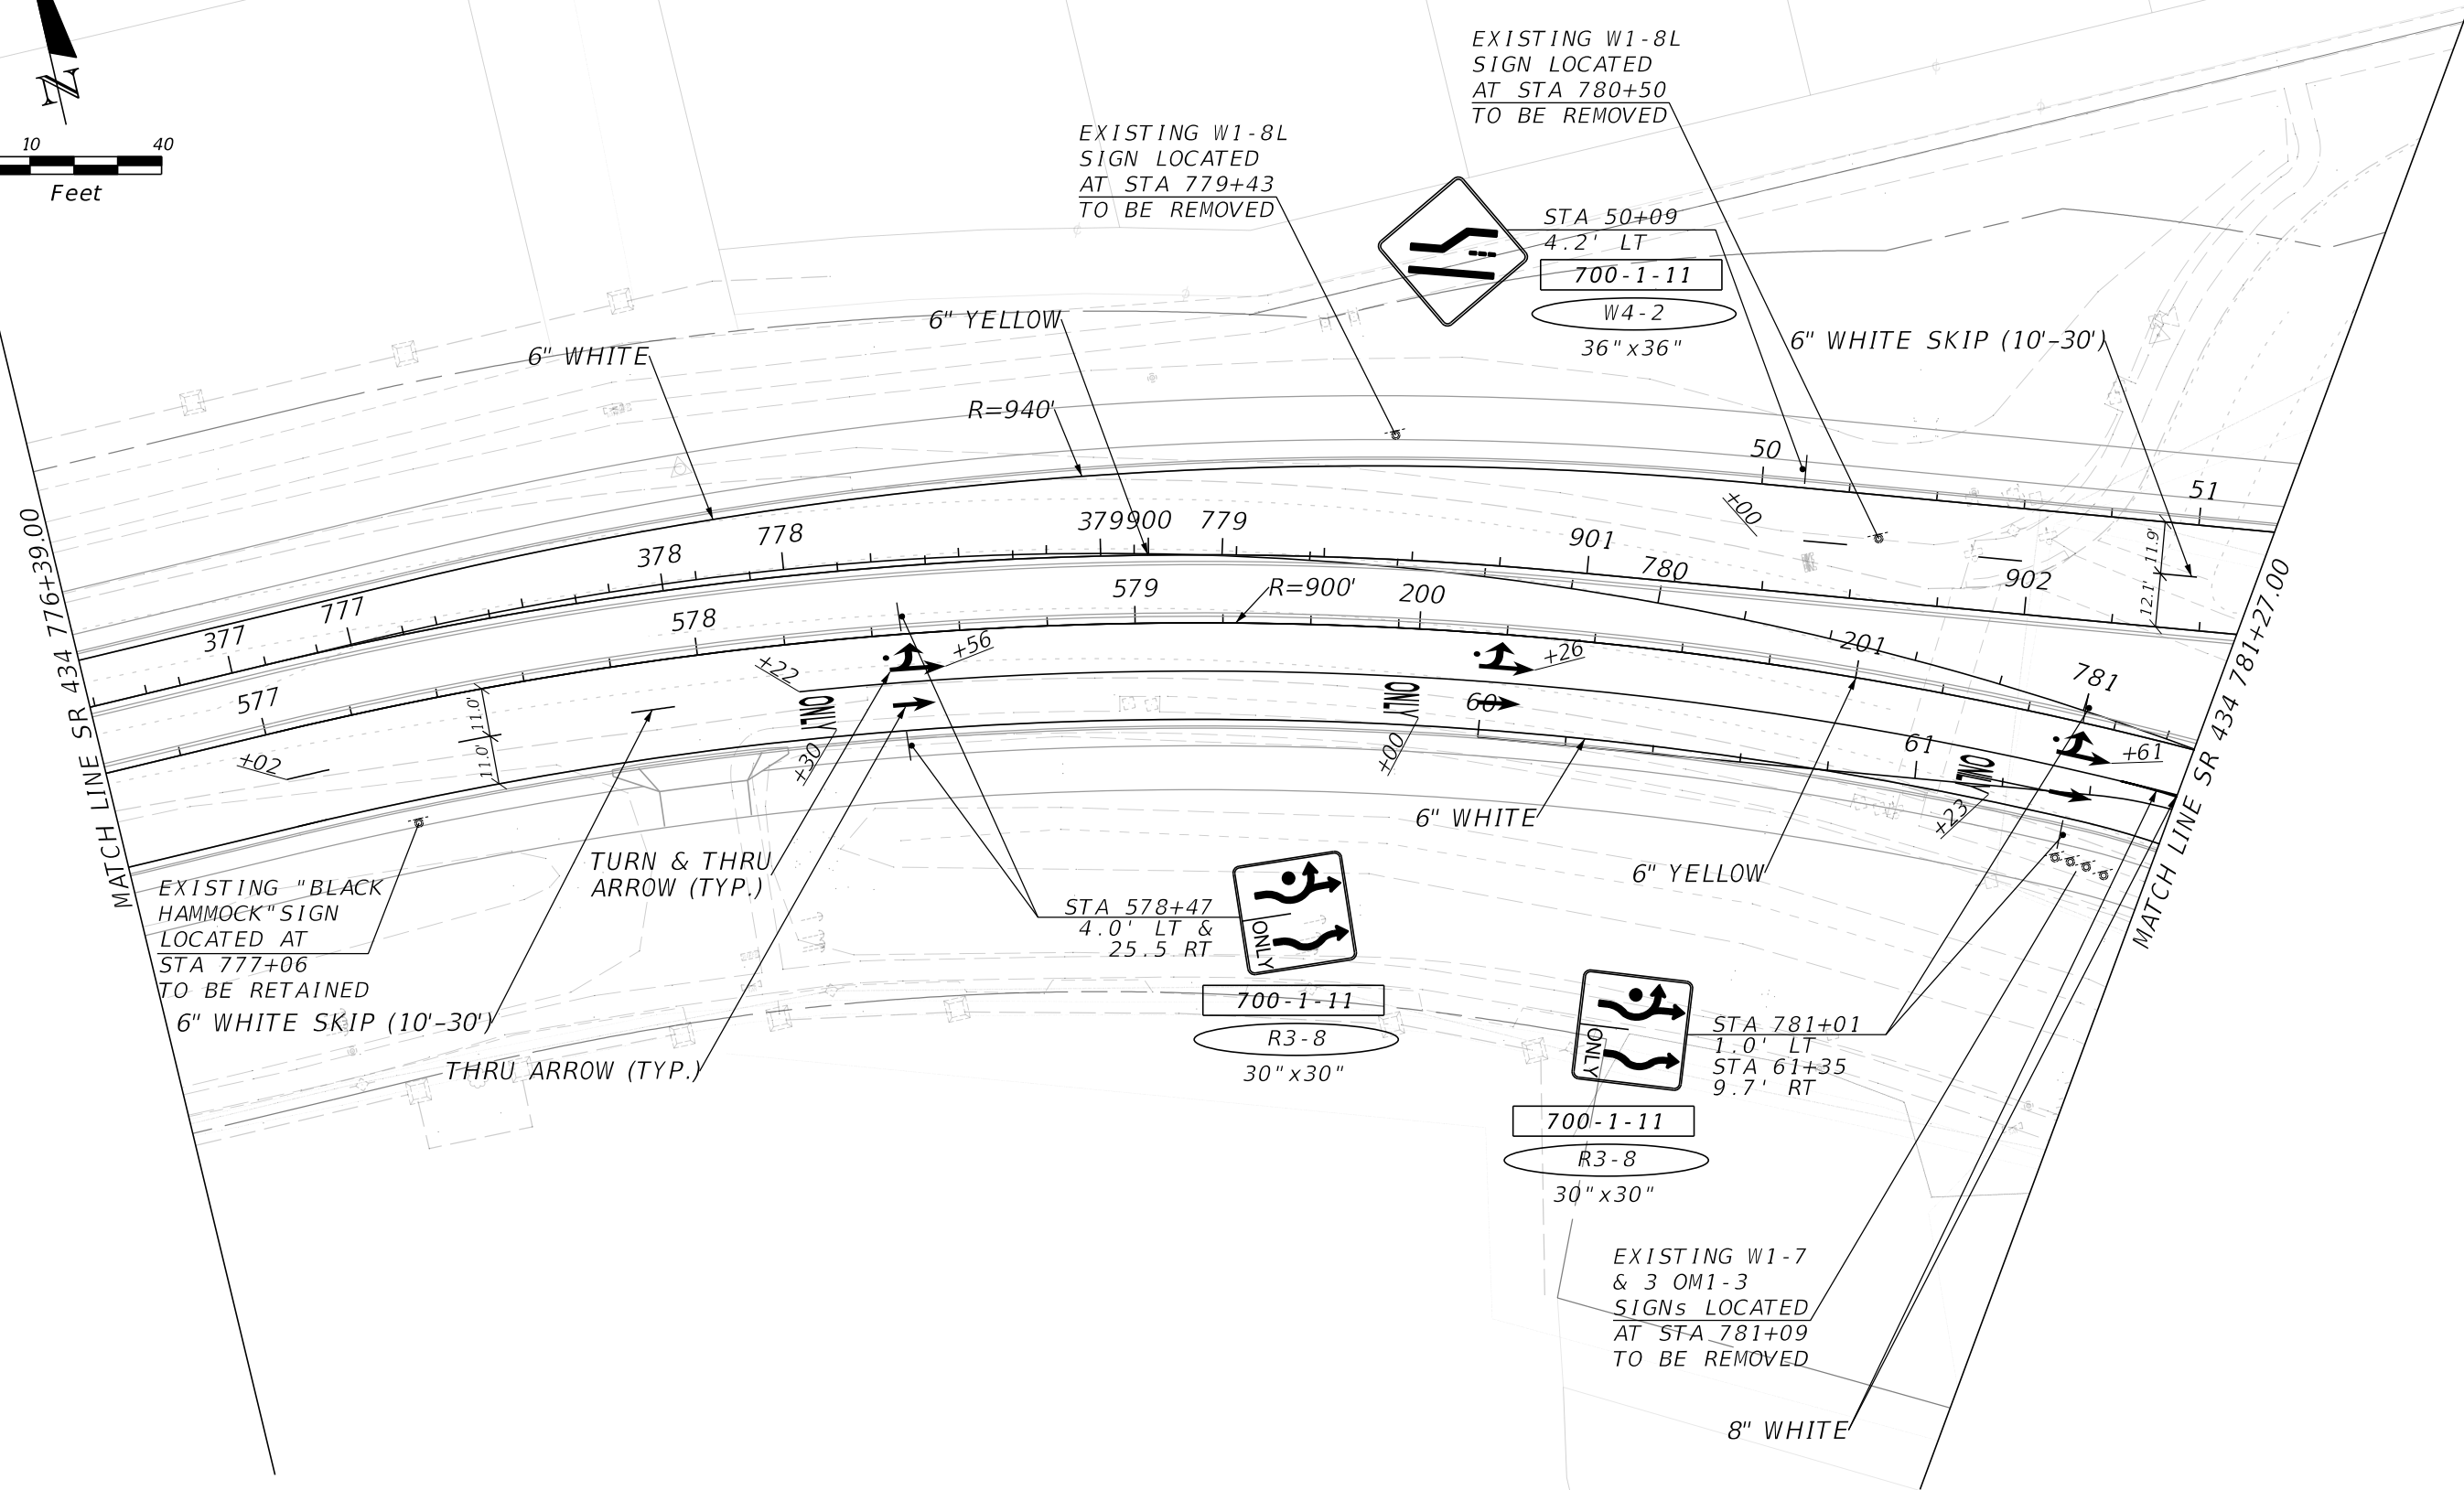 N
10 40
Feet
EXISTING W1-8L
SIGN LOCATED
AT STA 780+50
TO BE REMOVED
EXISTING W1-8L
SIGN LOCATED
AT STA 779+43
TO BE REMOVED
STA 50+09
4.2' LT
700-1-11
W4-2
36"x36"
6" WHITE SKIP (10'-30')
6" YELLOW
6" WHITE
R=940'
50
51
+00
11.9'
12.1'
377
777
378
778
379
900
779
901
780
902
577
578
579
R=900'
200
201
781
+56
+22
+26
+61
ONLY
ONLY
ONLY
60
61
+02
11.0'
11.0'
+30
+00
+23
MATCH LINE SR 434 776+39.00
MATCH LINE SR 434 781+27.00
6" WHITE
6" YELLOW
TURN & THRU
ARROW (TYP.)
EXISTING "BLACK
HAMMOCK"SIGN
LOCATED AT
STA 777+06
TO BE RETAINED
6" WHITE SKIP (10'-30')
THRU ARROW (TYP.)
STA 578+47
4.0' LT &
25.5 RT
ONLY
700-1-11
R3-8
30"x30"
ONLY
STA 781+01
1.0' LT
STA 61+35
9.7' RT
700-1-11
R3-8
30"x30"
EXISTING W1-7
& 3 OM1-3
SIGNs LOCATED
AT STA 781+09
TO BE REMOVED
8" WHITE